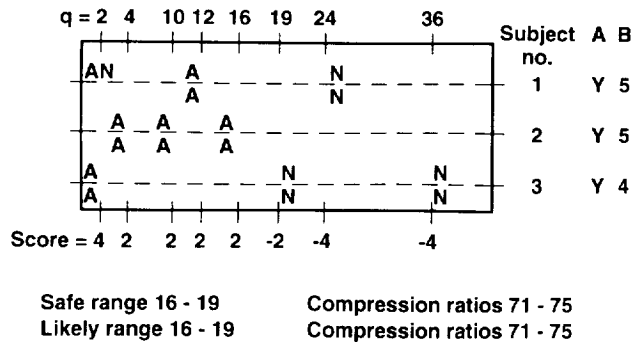 q = 2 4 10 12 16 19 24 36
Subject no. A B
AN A N
A N
1 Y 5
A A A
A A A
2 Y 5
A N N
A N N
3 Y 4
Score = 4 2 2 2 2 -2 -4 -4
Safe range 16 - 19 Compression ratios 71 - 75
Likely range 16 - 19 Compression ratios 71 - 75